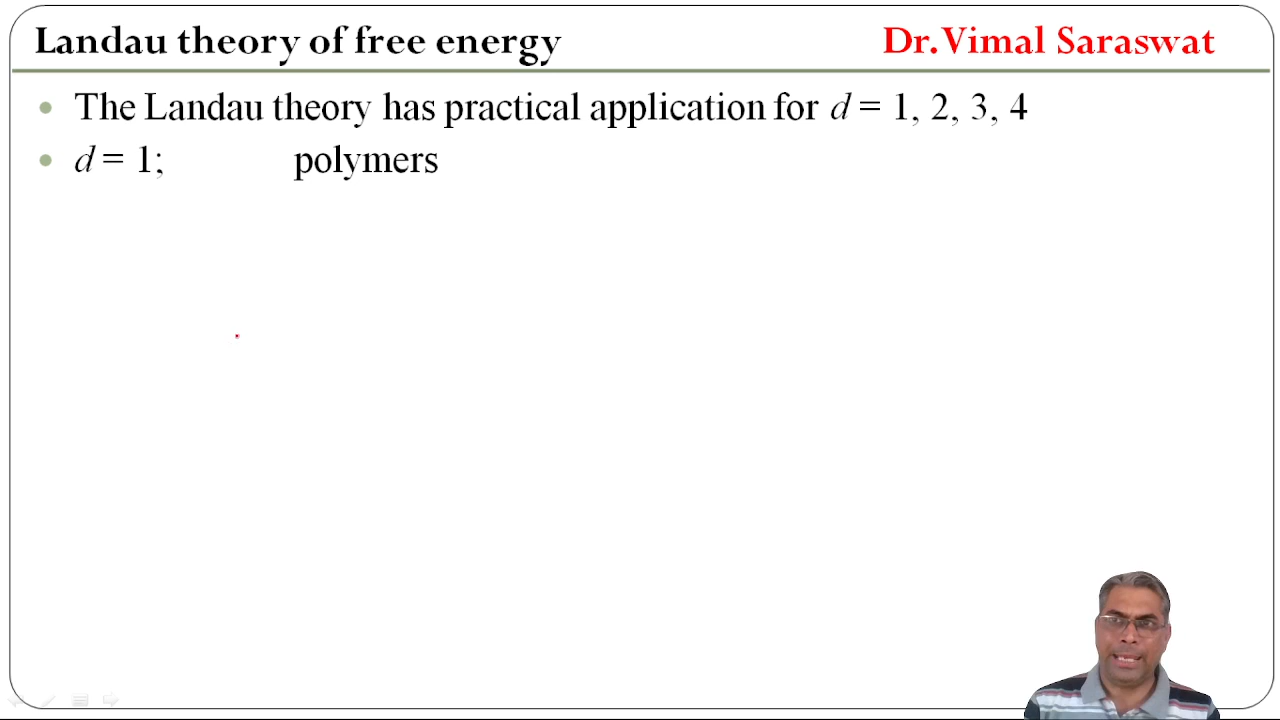 Landau theory of free energy
Dr. Vimal Saraswat
The Landau theory has practical application for d = 1, 2, 3, 4
d = 1; polymers